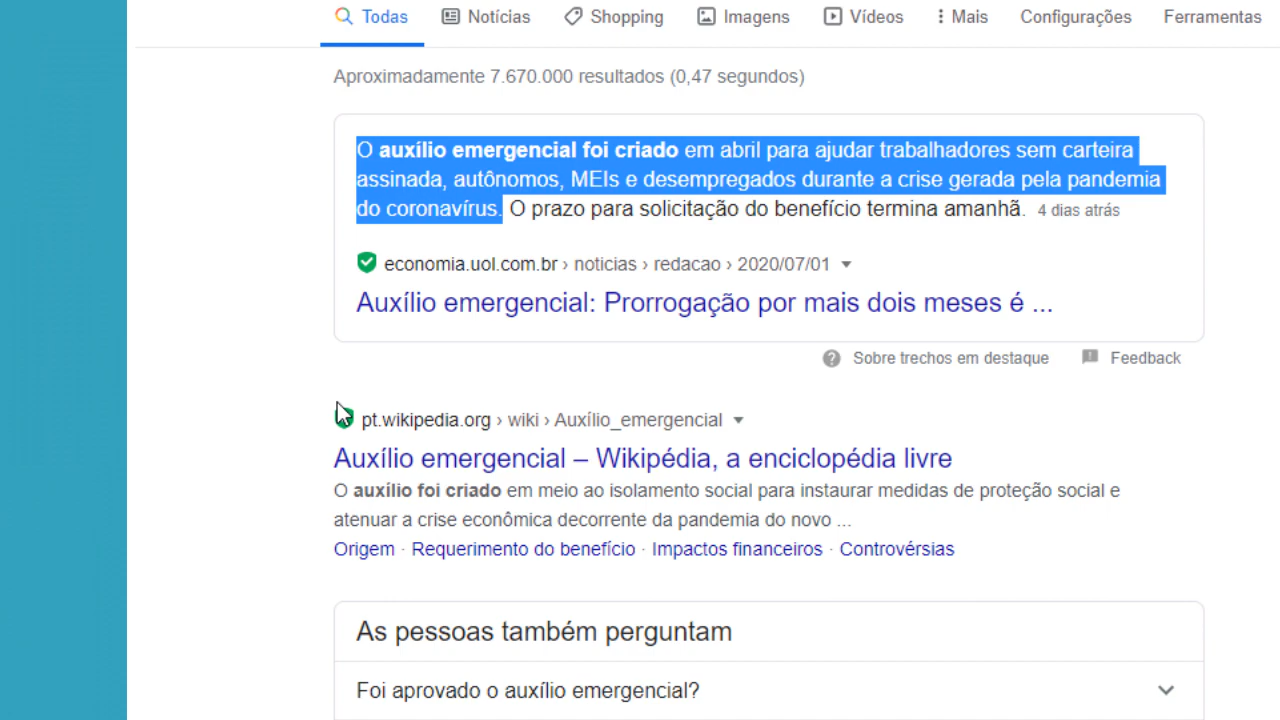 Todas Notícias Shopping Imagens Vídeos Mais Configurações Ferramentas
Aproximadamente 7.670.000 resultados (0,47 segundos)
O auxílio emergencial foi criado em abril para ajudar trabalhadores sem carteira
assinada, autônomos, MEIs e desempregados durante a crise gerada pela pandemia
do coronavírus. O prazo para solicitação do benefício termina amanhã. 4 dias atrás
economia.uol.com.br › noticias › redacao › 2020/07/01
Auxílio emergencial: Prorrogação por mais dois meses é ...
Sobre trechos em destaque Feedback
pt.wikipedia.org › wiki › Auxílio_emergencial
Auxílio emergencial – Wikipédia, a enciclopédia livre
O auxílio foi criado em meio ao isolamento social para instaurar medidas de proteção social e
atenuar a crise econômica decorrente da pandemia do novo ...
Origem · Requerimento do benefício · Impactos financeiros · Controvérsias
As pessoas também perguntam
Foi aprovado o auxílio emergencial?